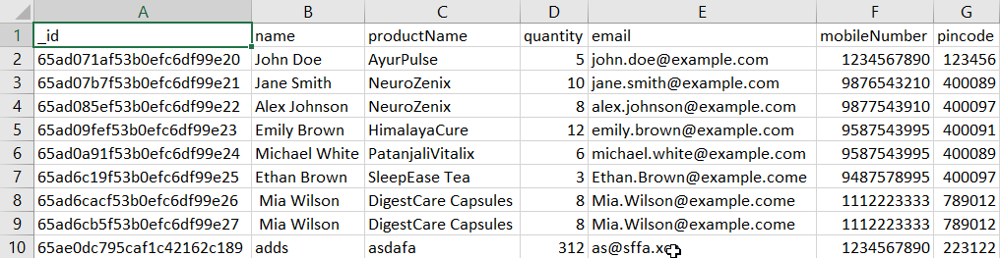 A B C D E F G
1 _id name productName quantity email mobileNumber pincode
2 65ad071af53b0efc6df99e20 John Doe AyurPulse 5 john.doe@example.com 1234567890 123456
3 65ad07b7f53b0efc6df99e21 Jane Smith NeuroZenix 10 jane.smith@example.com 9876543210 400089
4 65ad085ef53b0efc6df99e22 Alex Johnson NeuroZenix 8 alex.johnson@example.com 9877543910 400097
5 65ad09fef53b0efc6df99e23 Emily Brown HimalayaCure 12 emily.brown@example.com 9587543995 400091
6 65ad0a91f53b0efc6df99e24 Michael White PatanjaliVitalix 6 michael.white@example.com 9587543995 400089
7 65ad6c19f53b0efc6df99e25 Ethan Brown SleepEase Tea 3 Ethan.Brown@example.come 9487578995 400097
8 65ad6cacf53b0efc6df99e26 Mia Wilson DigestCare Capsules 8 Mia.Wilson@example.come 1112223333 789012
9 65ad6cb5f53b0efc6df99e27 Mia Wilson DigestCare Capsules 8 Mia.Wilson@example.come 1112223333 789012
10 65ae0dc795caf1c42162c189 adds asdafa 312 1234567890 223122